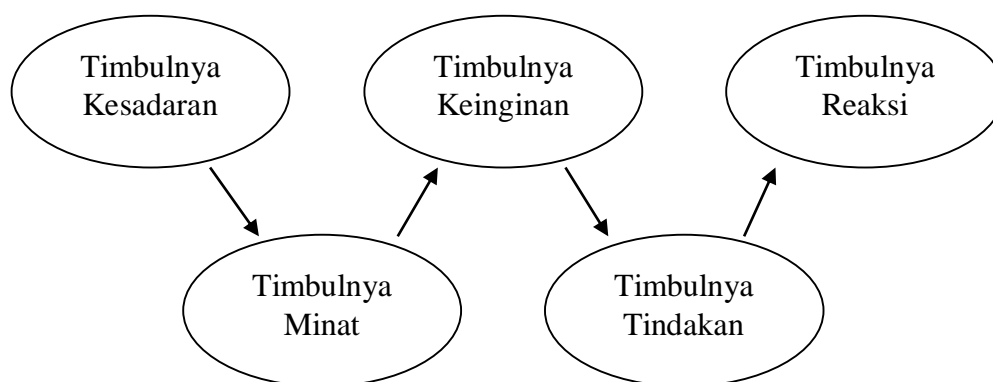 Timbulnya
Kesadaran
Timbulnya
Keinginan
Timbulnya
Reaksi
Timbulnya
Minat
Timbulnya
Tindakan